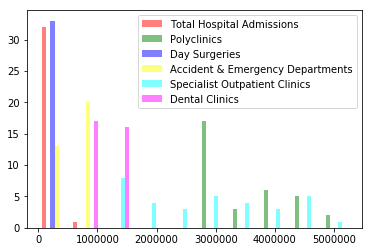 Total Hospital Admissions
Polyclinics
Day Surgeries
Accident & Emergency Departments
Specialist Outpatient Clinics
Dental Clinics
30
25
20
15
10
5
0
0 1000000 2000000 3000000 4000000 5000000